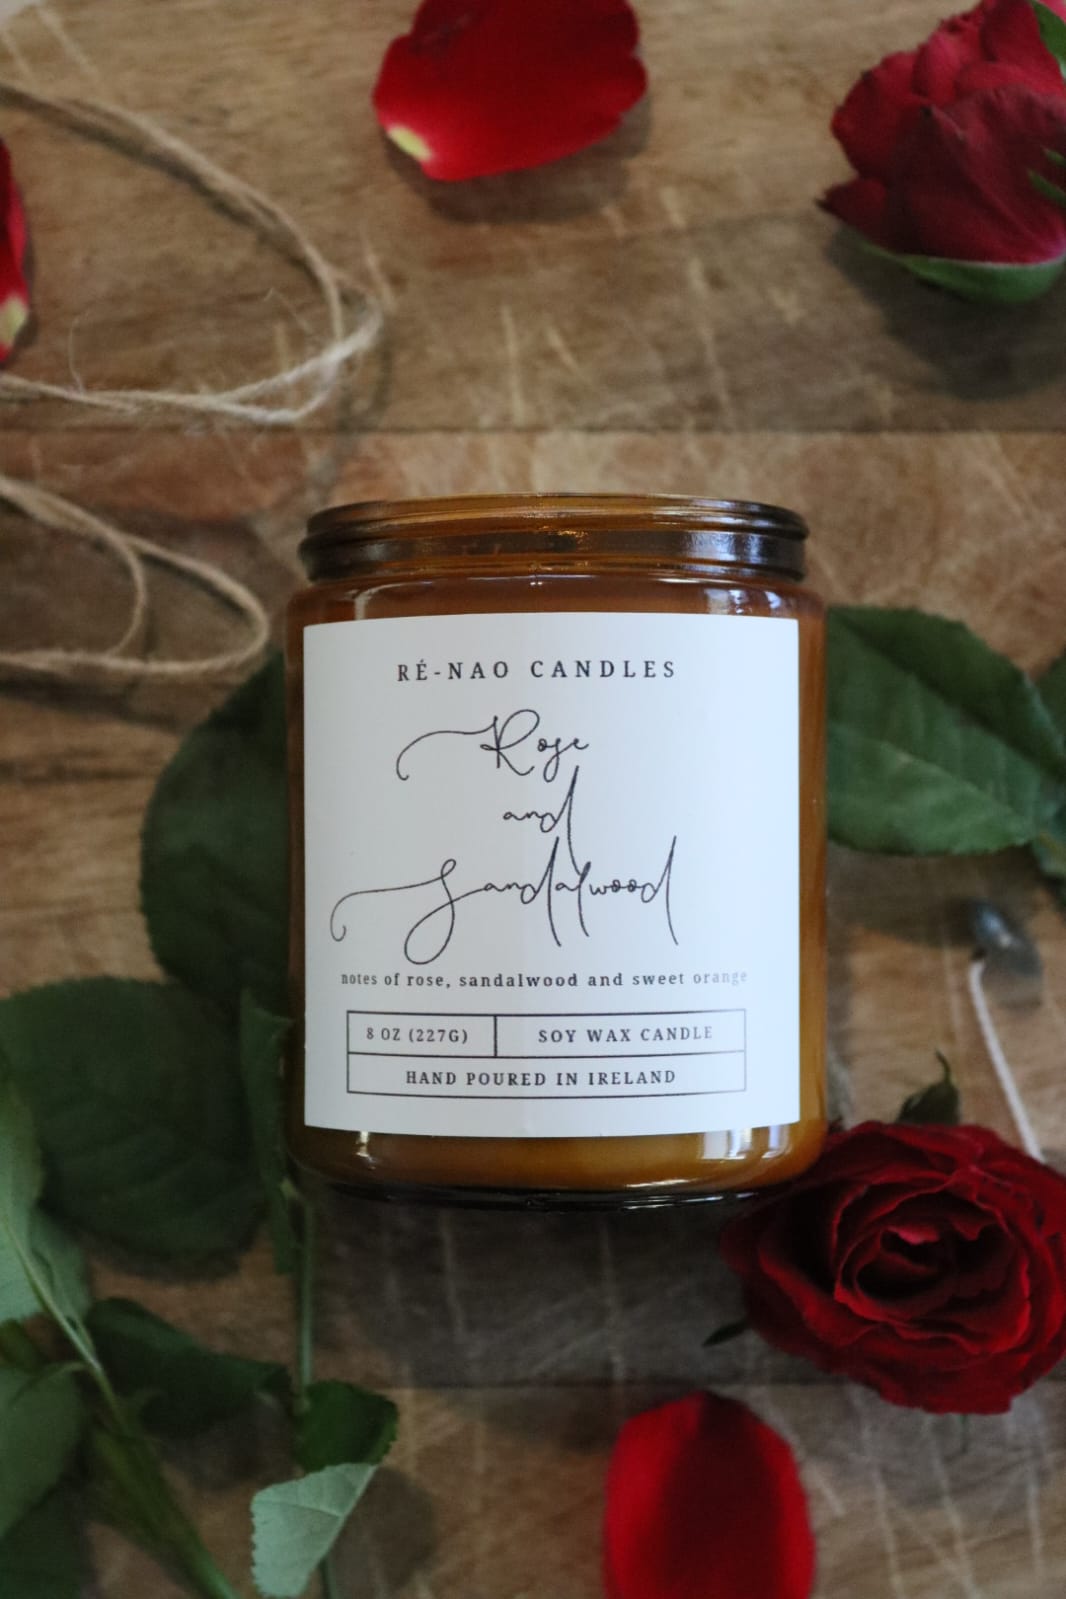 RÉ-NAO CANDLES
Rose
and
Sandalwood
notes of rose, sandalwood and sweet orange
8 OZ (227G) SOY WAX CANDLE
HAND POURED IN IRELAND